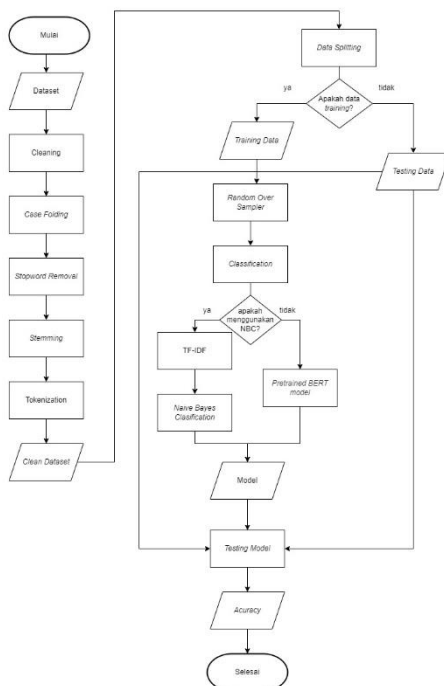 Mulai
Dataset
Cleaning
Case Folding
Stopword Removal
Stemming
Tokenization
Clean Dataset
Data Splitting
ya
Apakah data
training?
tidak
Training Data
Testing Data
Random Over
Sampler
Classification
ya
apakah
menggunakan
NBC?
tidak
TF-IDF
Naive Bayes
Clasification
Pretrained BERT
model
Model
Testing Model
Acuracy
Selesai